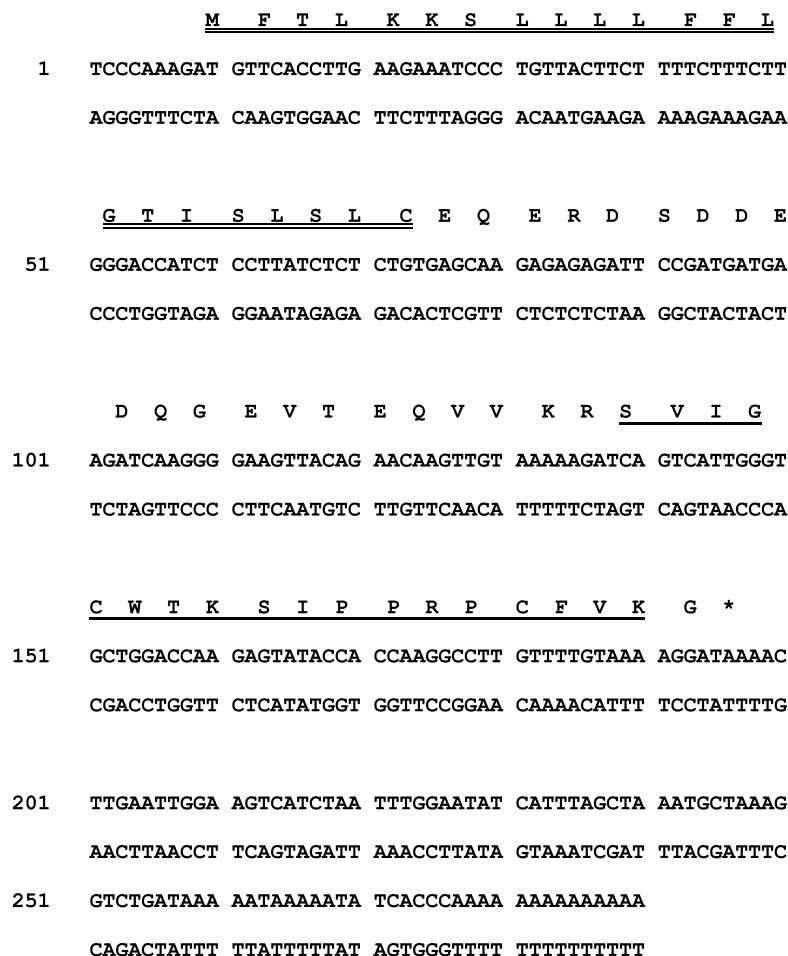 M F T L K K S L L L L F F L
1 TCCCAAAGAT GTTCACCTTG AAGAAATCCC TGTTACTTCT TTTCTTTCTT
AGGGTTTCTA CAAGTGGAAC TTCTTTAGGG ACAATGAAGA AAAGAAAGAA
G T I S L S L C E Q E R D S D D E
51 GGGACCATCT CCTTATCTCT CTGTGAGCAA GAGAGAGATT CCGATGATGA
CCCTGGTAGA GGAATAGAGA GACACTCGTT CTCTCTCTAA GGCTACTACT
D Q G E V T E Q V V K R S V I G
101 AGATCAAGGG GAAGTTACAG AACAAGTTGT AAAAAGATCA GTCATTGGGT
TCTAGTTCCC CTTCAATGTC TTGTTCAACA TTTTTCTAGT CAGTAACCCA
C W T K S I P P R P C F V K G *
151 GCTGGACCAA GAGTATACCA CCAAGGCCTT GTTTTGTAAA AGGATAAAAC
CGACCTGGTT CTCATATGGT GGTTCCGGAA CAAAACATTT TCCTATTTTG
201 TTGAATTGGA AGTCATCTAA TTTGGAATAT CATTTAGCTA AATGCTAAAG
AACTTAACCT TCAGTAGATT AAACCTTATA GTAAATCGAT TTACGATTTC
251 GTCTGATAAA AATAAAAATA TCACCCAAAA AAAAAAAAAA
CAGACTATTT TTATTTTTAT AGTGGGTTTT TTTTTTTTTT